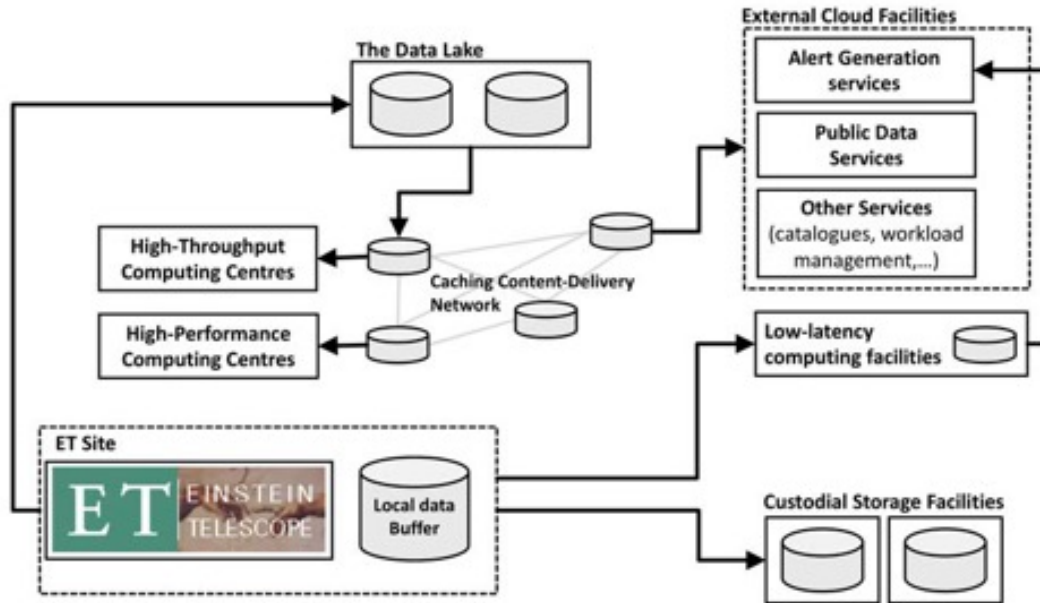 External Cloud Facilities
The Data Lake
Alert Generation
services
Public Data
Services
Other Services
(catalogues, workload
management,...)
High-Throughput
Computing Centres
Caching Content-Delivery
Network
High-Performance
Computing Centres
Low-latency
computing facilities
ET Site
ET EINSTEIN
TELESCOPE
Local data
Buffer
Custodial Storage Facilities